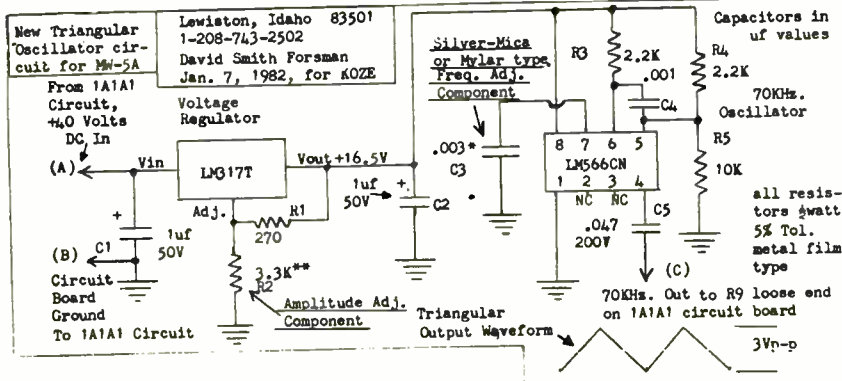 New Triangular
Oscillator cir-
cuit for MW-5A
Lewiston, Idaho 83501
1-208-743-2502
David Smith Forsman
Jan. 7, 1982, for KOZE
Capacitors in
uf values
From 1A1A1
Circuit,
+40 Volts
DC In
Voltage
Regulator
Silver-Mica
or Mylar type
Freq. Adj.
Component
R3
2.2K
.001
C4
R4
2.2K
70KHz.
Oscillator
(A)
Vin
LM317T
Vout +16.5V
.003*
C3
8 7 6 5
LM566CN
1 2 3 4
NC NC
R5
10K
Adj.
R1
270
1uf
50V
+
C2
+
1uf
50V
C1
(B)
Circuit
Board
Ground
To 1A1A1 Circuit
3.3K**
R2
Amplitude Adj.
Component
.047
200V
C5
(C)
all resis-
tors ½watt
5% Tol.
metal film
type
70KHz. Out to R9 loose end
on 1A1A1 circuit board
Triangular
Output Waveform
3Vp-p